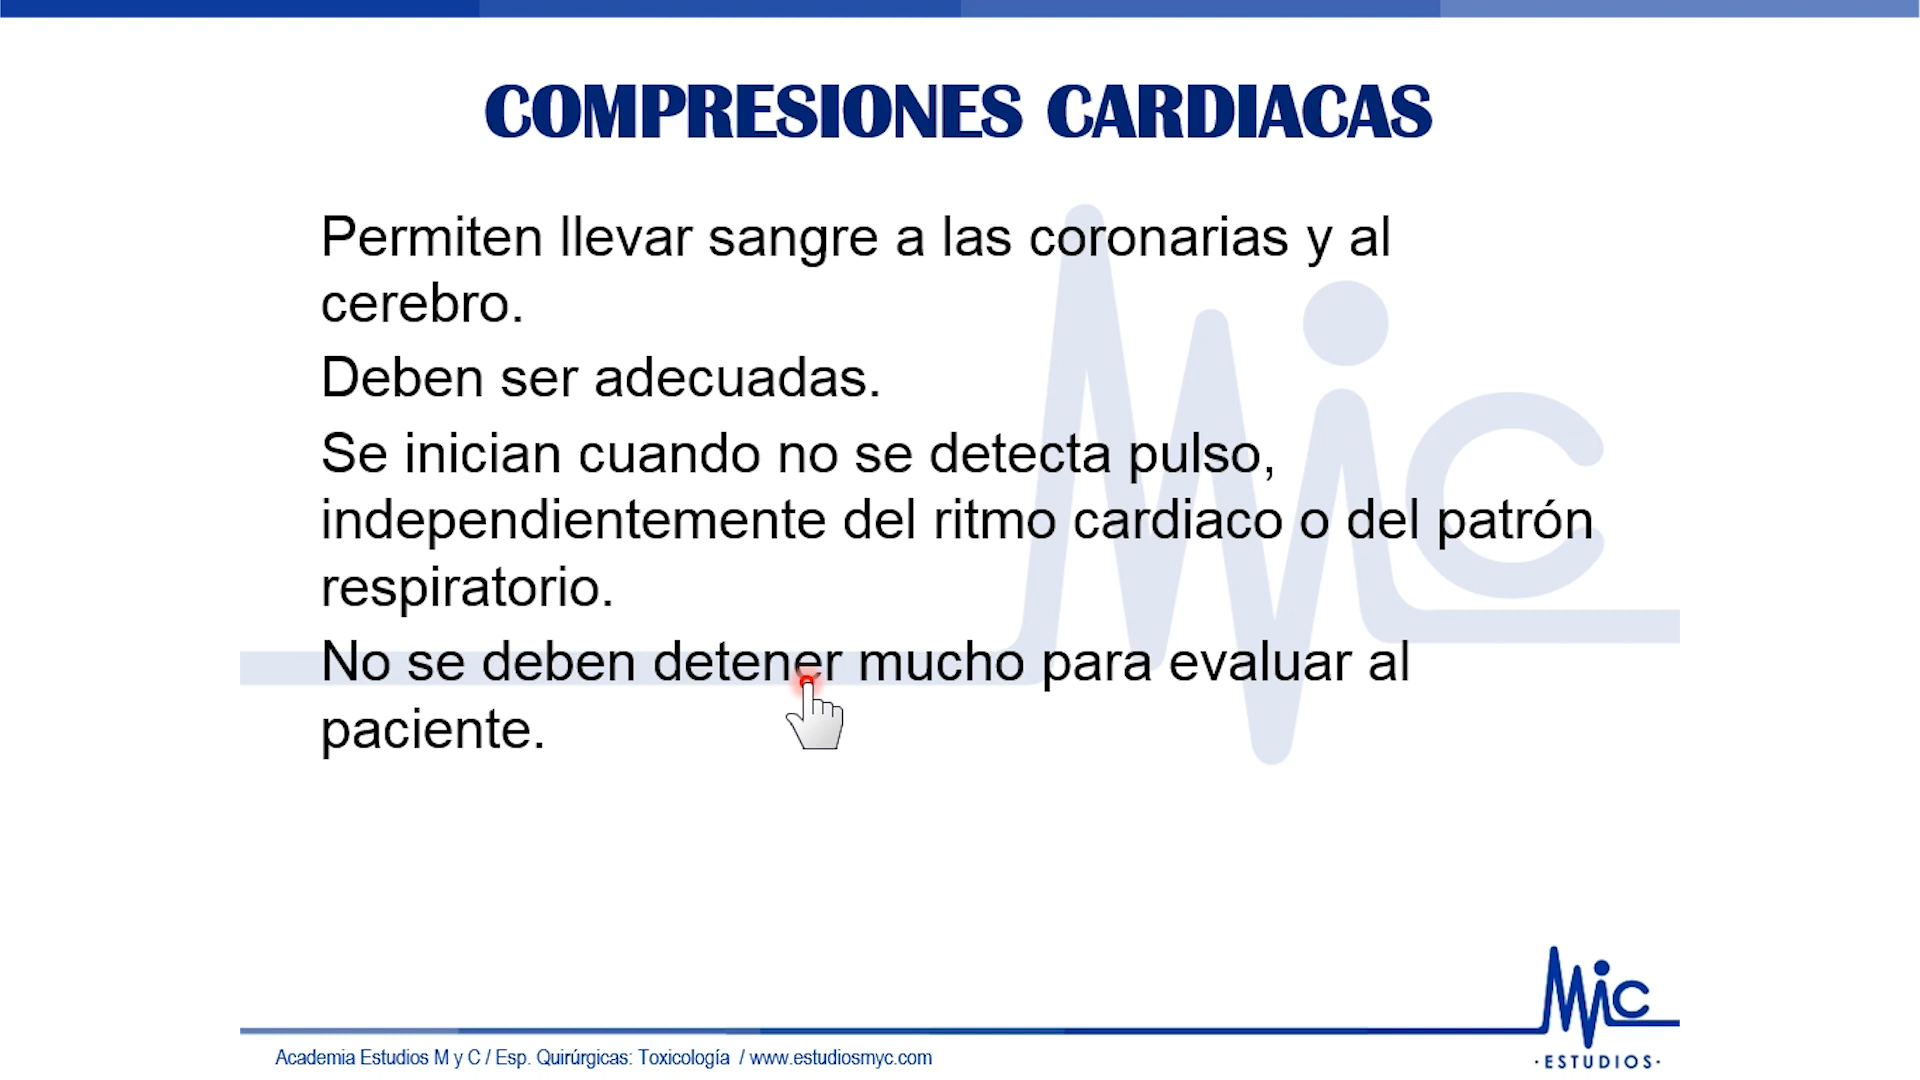 COMPRESIONES CARDIACAS
Permiten llevar sangre a las coronarias y al
cerebro.
Deben ser adecuadas.
Se inician cuando no se detecta pulso,
independientemente del ritmo cardiaco o del patrón
respiratorio.
No se deben detener mucho para evaluar al
paciente.
MiC
MiC
·ESTUDIOS·
Academia Estudios M y C / Esp. Quirúrgicas: Toxicología / www.estudiosmyc.com